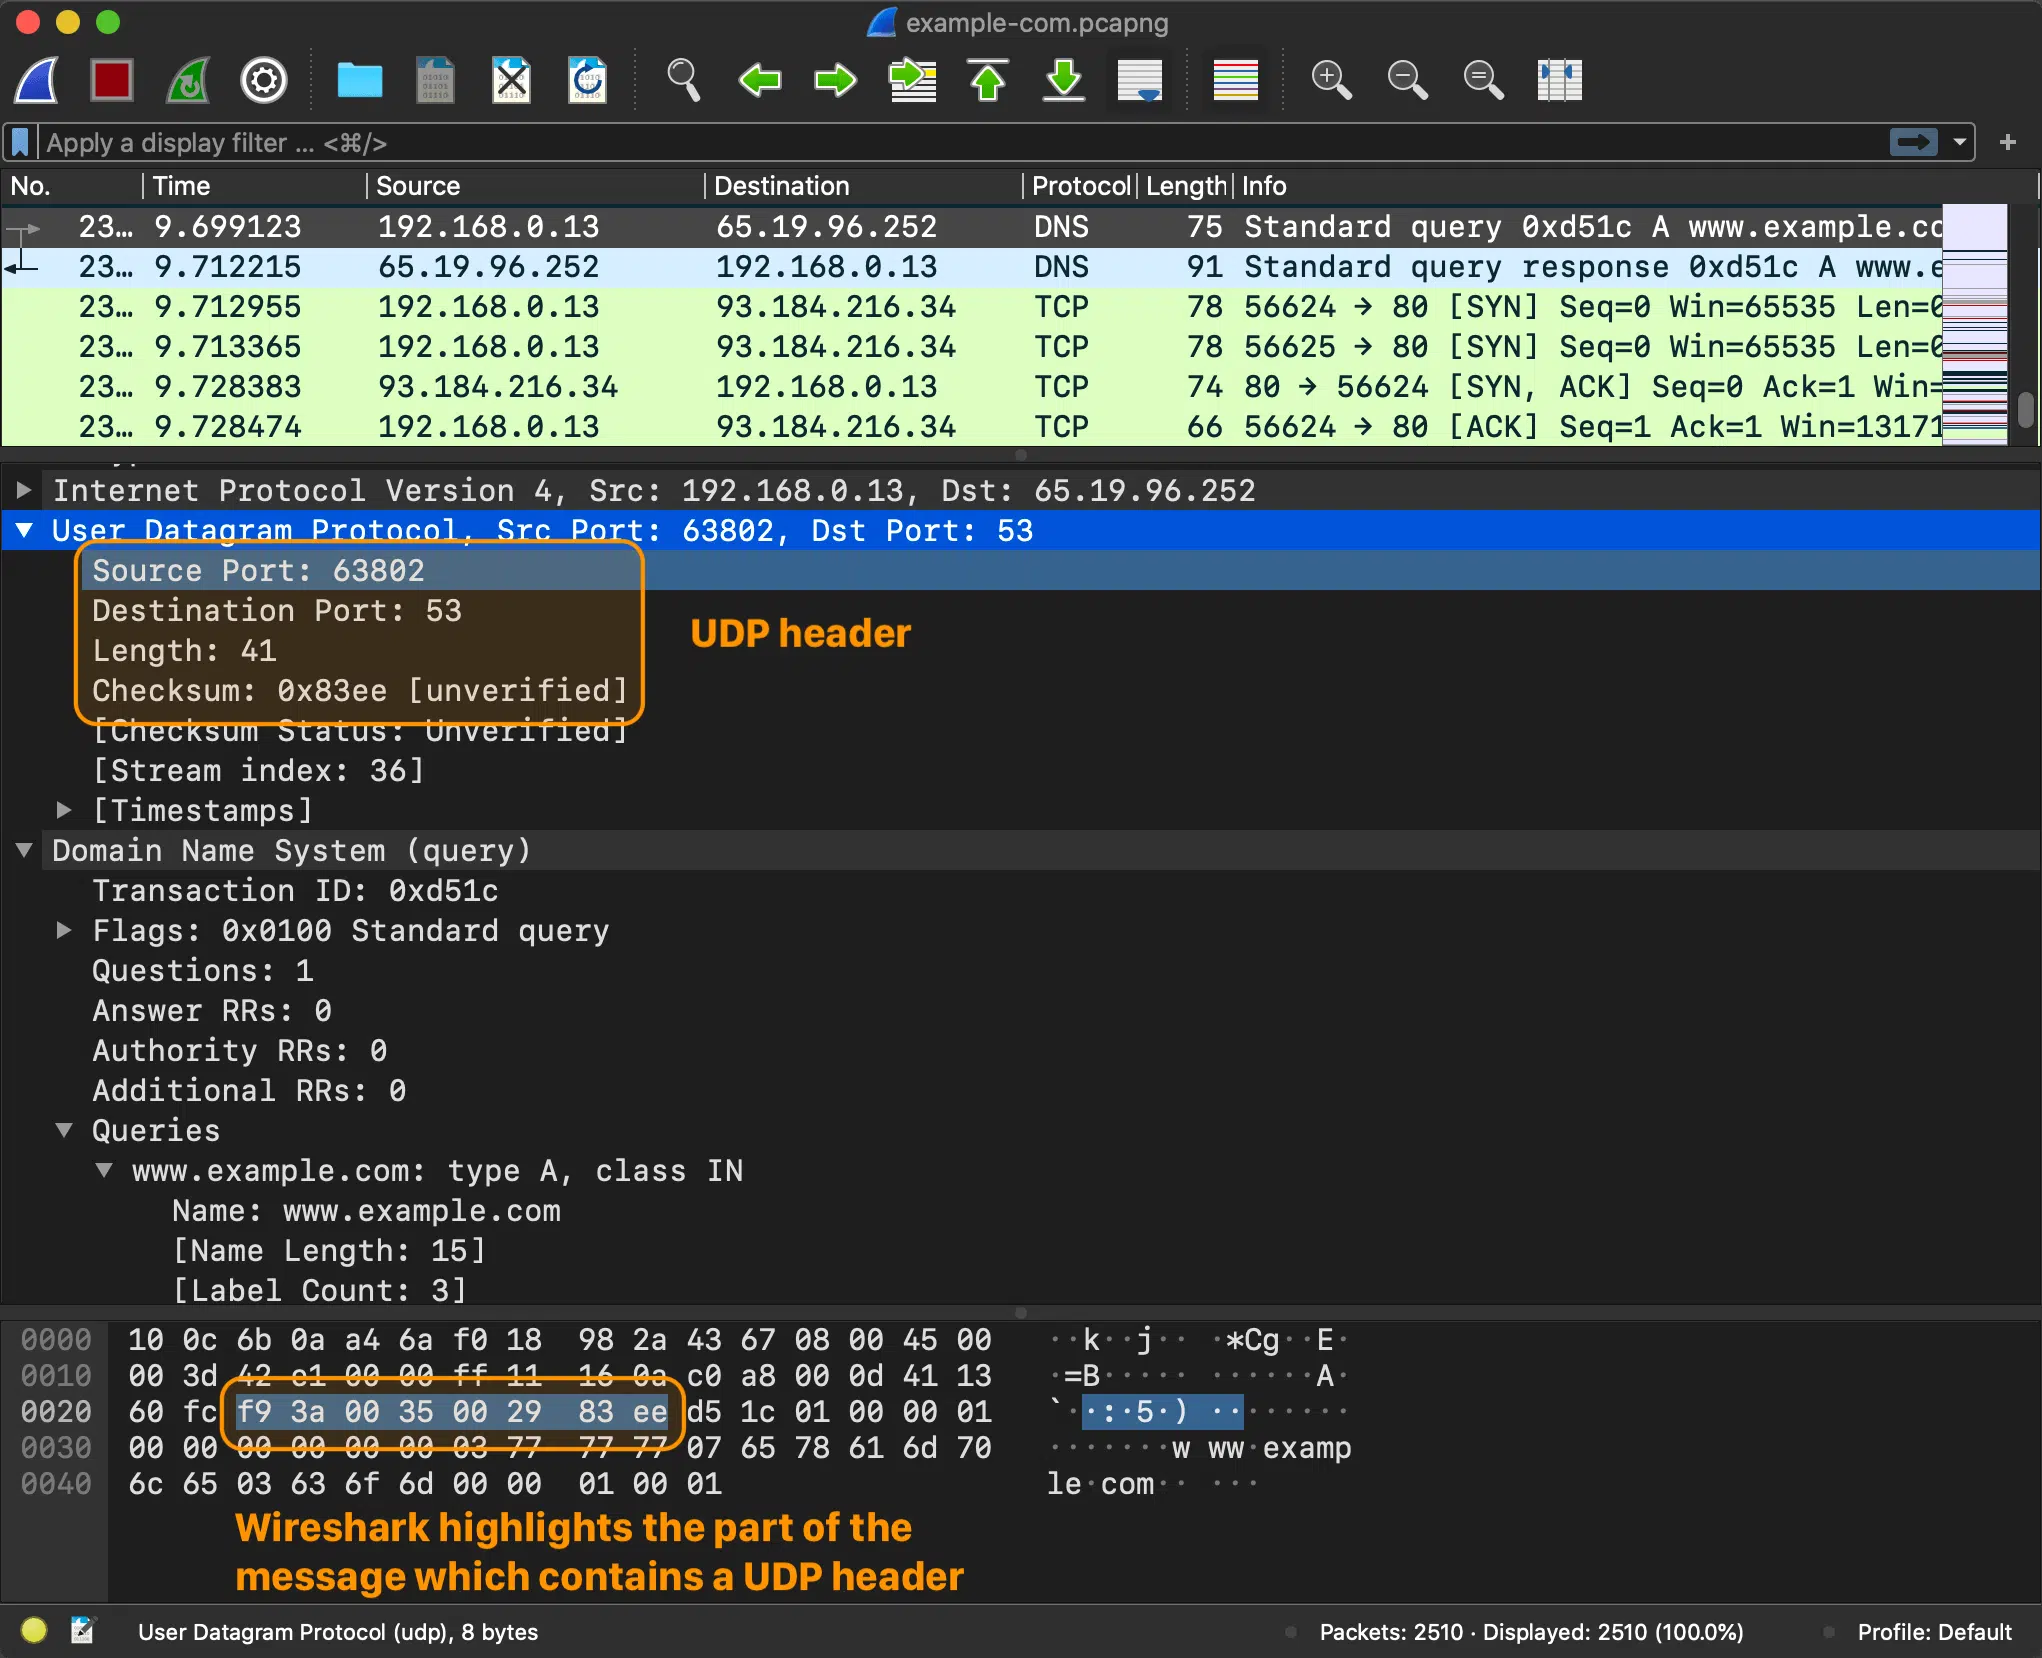 example-com.pcapng
Apply a display filter ... <⌘/>
No. Time Source Destination Protocol Length Info
23… 9.699123 192.168.0.13 65.19.96.252 DNS 75 Standard query 0xd51c A www.example.co
23… 9.712215 65.19.96.252 192.168.0.13 DNS 91 Standard query response 0xd51c A www.e
23… 9.712955 192.168.0.13 93.184.216.34 TCP 78 56624 → 80 [SYN] Seq=0 Win=65535 Len=0
23… 9.713365 192.168.0.13 93.184.216.34 TCP 78 56625 → 80 [SYN] Seq=0 Win=65535 Len=0
23… 9.728383 93.184.216.34 192.168.0.13 TCP 74 80 → 56624 [SYN, ACK] Seq=0 Ack=1 Win=
23… 9.728474 192.168.0.13 93.184.216.34 TCP 66 56624 → 80 [ACK] Seq=1 Ack=1 Win=13171
Internet Protocol Version 4, Src: 192.168.0.13, Dst: 65.19.96.252
User Datagram Protocol, Src Port: 63802, Dst Port: 53
Source Port: 63802
Destination Port: 53
UDP header
Length: 41
Checksum: 0x83ee [unverified]
[Checksum Status: Unverified]
[Stream index: 36]
[Timestamps]
Domain Name System (query)
Transaction ID: 0xd51c
Flags: 0x0100 Standard query
Questions: 1
Answer RRs: 0
Authority RRs: 0
Additional RRs: 0
Queries
www.example.com: type A, class IN
Name: www.example.com
[Name Length: 15]
[Label Count: 3]
0000 10 0c 6b 0a a4 6a f0 18 98 2a 43 67 08 00 45 00 ··k··j·· ·*Cg··E·
0010 00 3d 42 c1 00 00 ff 11 16 0a c0 a8 00 0d 41 13 ·=B····· ······A·
0020 60 fc f9 3a 00 35 00 29 83 ee d5 1c 01 00 00 01 `··:·5·) ········
0030 00 00 00 00 00 00 03 77 77 77 07 65 78 61 6d 70 ·······w ww·examp
0040 6c 65 03 63 6f 6d 00 00 01 00 01 le·com·· ···
Wireshark highlights the part of the
message which contains a UDP header
User Datagram Protocol (udp), 8 bytes Packets: 2510 · Displayed: 2510 (100.0%) Profile: Default